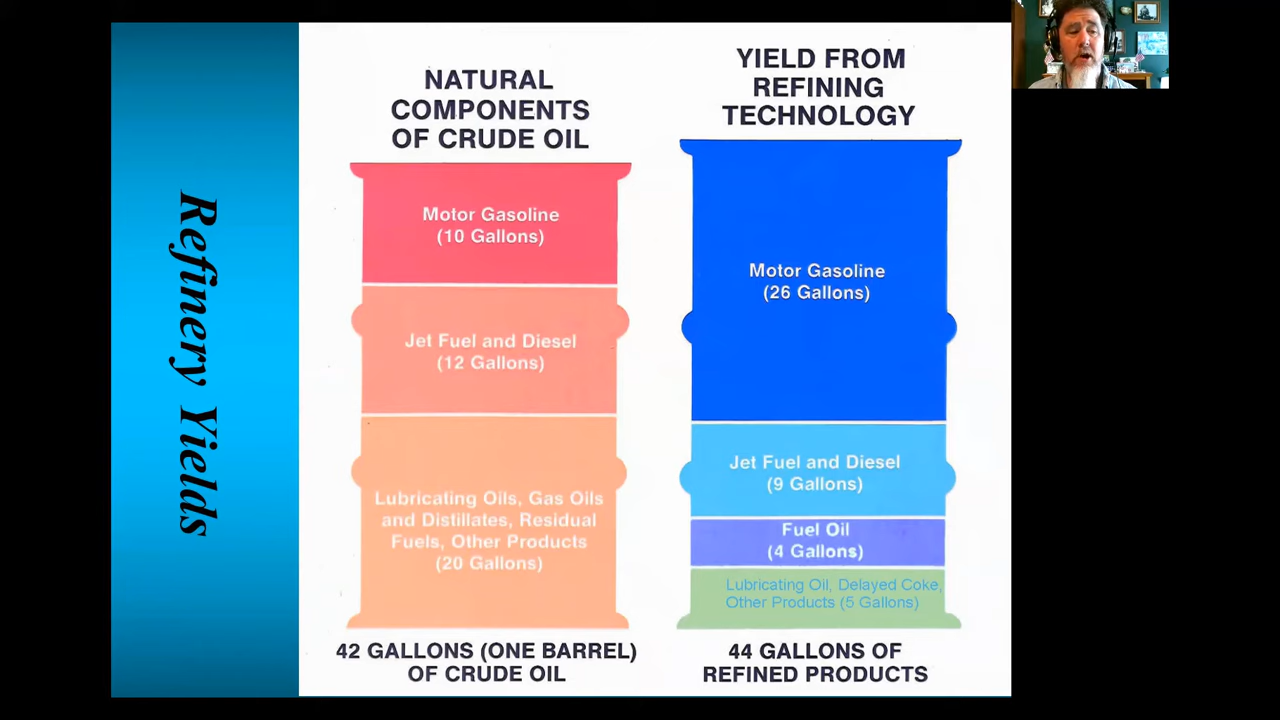 Refinery Yields
NATURAL
COMPONENTS
OF CRUDE OIL
Motor Gasoline
(10 Gallons)
Jet Fuel and Diesel
(12 Gallons)
Lubricating Oils, Gas Oils
and Distillates, Residual
Fuels, Other Products
(20 Gallons)
42 GALLONS (ONE BARREL)
OF CRUDE OIL
YIELD FROM
REFINING
TECHNOLOGY
Motor Gasoline
(26 Gallons)
Jet Fuel and Diesel
(9 Gallons)
Fuel Oil
(4 Gallons)
Lubricating Oil, Delayed Coke,
Other Products (5 Gallons)
44 GALLONS OF
REFINED PRODUCTS